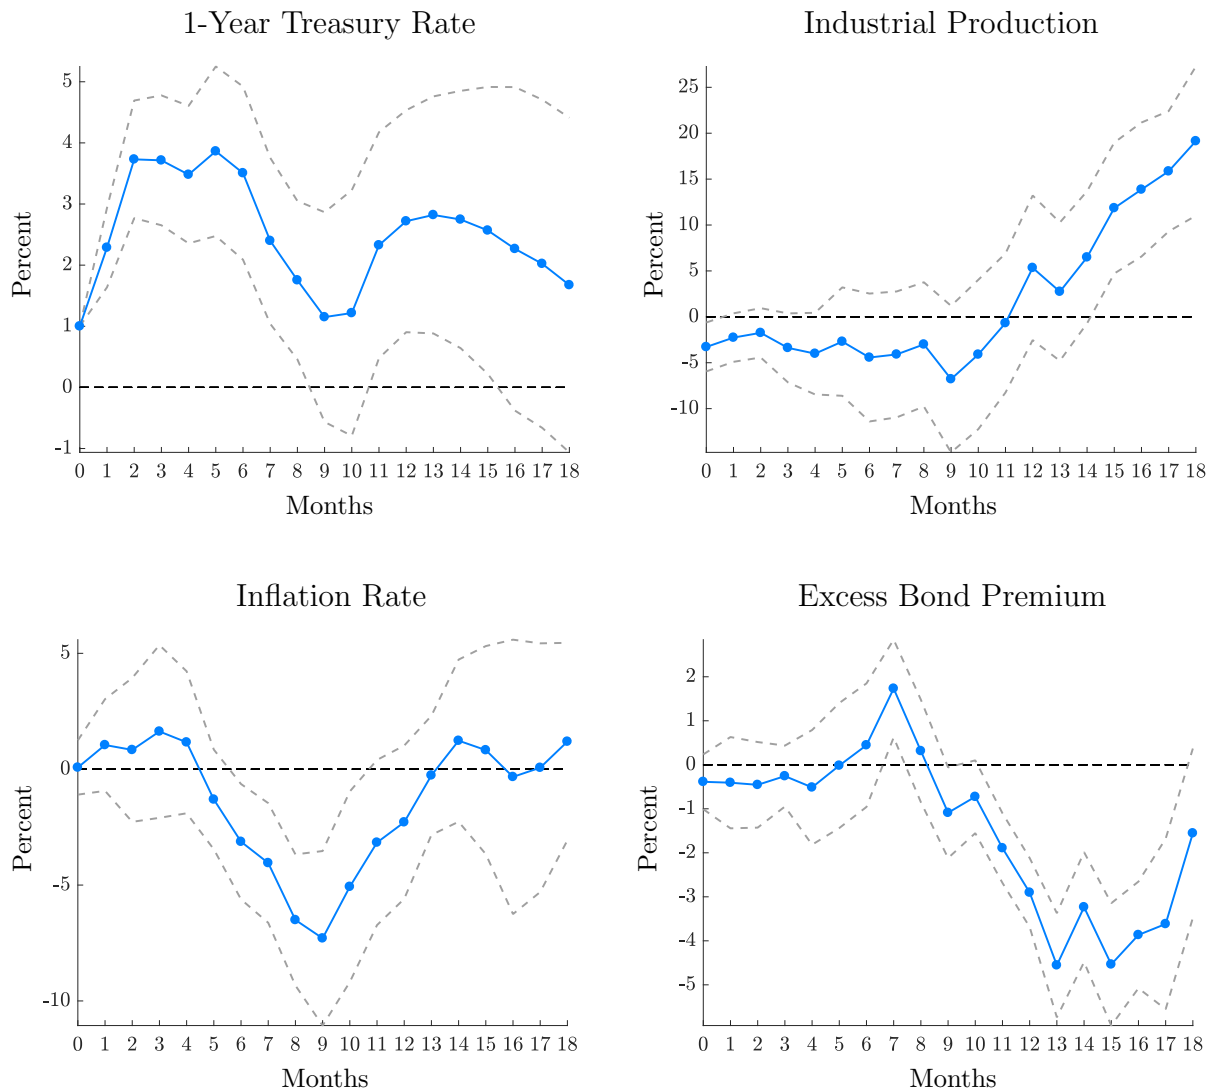 1-Year Treasury Rate
Percent
5
4
3
2
1
0
-1
0 1 2 3 4 5 6 7 8 9 10 11 12 13 14 15 16 17 18
Months
Industrial Production
Percent
25
20
15
10
5
0
-5
-10
0 1 2 3 4 5 6 7 8 9 10 11 12 13 14 15 16 17 18
Months
Inflation Rate
Percent
5
0
-5
-10
0 1 2 3 4 5 6 7 8 9 10 11 12 13 14 15 16 17 18
Months
Excess Bond Premium
Percent
2
1
0
-1
-2
-3
-4
-5
0 1 2 3 4 5 6 7 8 9 10 11 12 13 14 15 16 17 18
Months